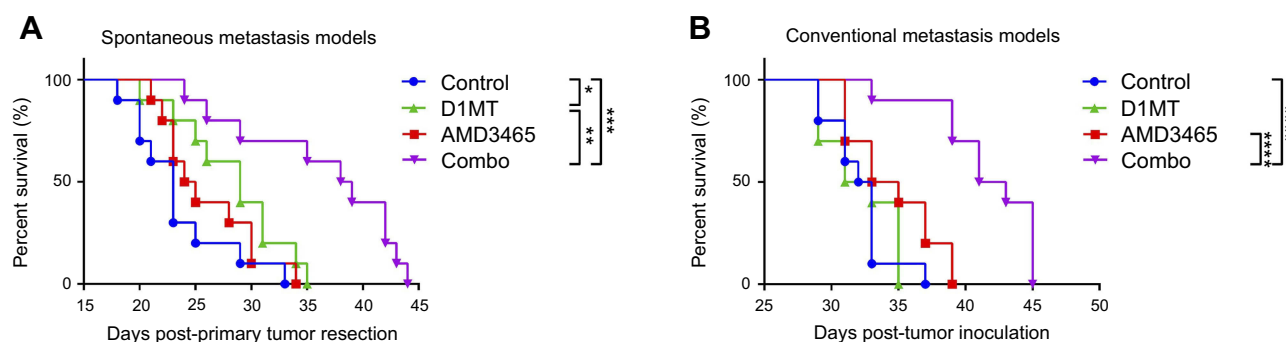 A
Spontaneous metastasis models
Percent survival (%)
100
50
0
15 20 25 30 35 40 45
Days post-primary tumor resection
Control
D1MT
AMD3465
Combo
*
**
***
B
Conventional metastasis models
Percent survival (%)
100
50
0
25 30 35 40 45 50
Days post-tumor inoculation
Control
D1MT
AMD3465
Combo
****